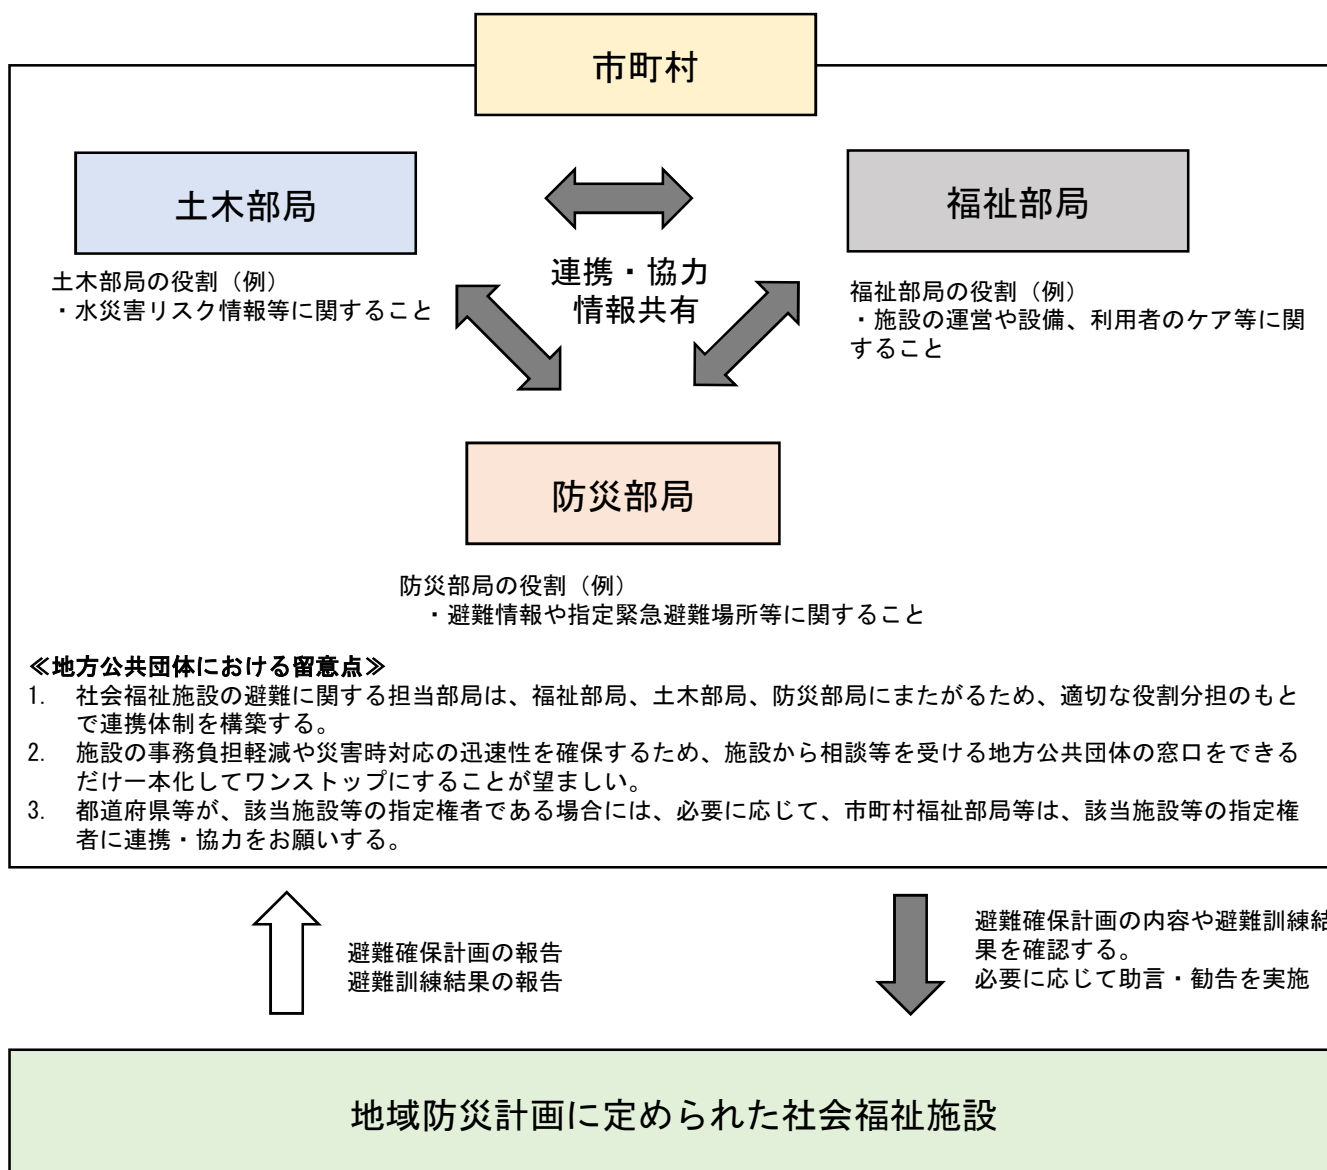 市町村
土木部局
福祉部局
土木部局の役割（例）
・水災害リスク情報等に関すること
連携・協力
情報共有
福祉部局の役割（例）
・施設の運営や設備、利用者のケア等に関
すること
防災部局
防災部局の役割（例）
・避難情報や指定緊急避難場所等に関すること
≪地方公共団体における留意点≫
1. 社会福祉施設の避難に関する担当部局は、福祉部局、土木部局、防災部局にまたがるため、適切な役割分担のもと
で連携体制を構築する。
2. 施設の事務負担軽減や災害時対応の迅速性を確保するため、施設から相談等を受ける地方公共団体の窓口をできる
だけ一本化してワンストップにすることが望ましい。
3. 都道府県等が、該当施設等の指定権者である場合には、必要に応じて、市町村福祉部局等は、該当施設等の指定権
者に連携・協力をお願いする。
避難確保計画の報告
避難訓練結果の報告
避難確保計画の内容や避難訓練結
果を確認する。
必要に応じて助言・勧告を実施
地域防災計画に定められた社会福祉施設